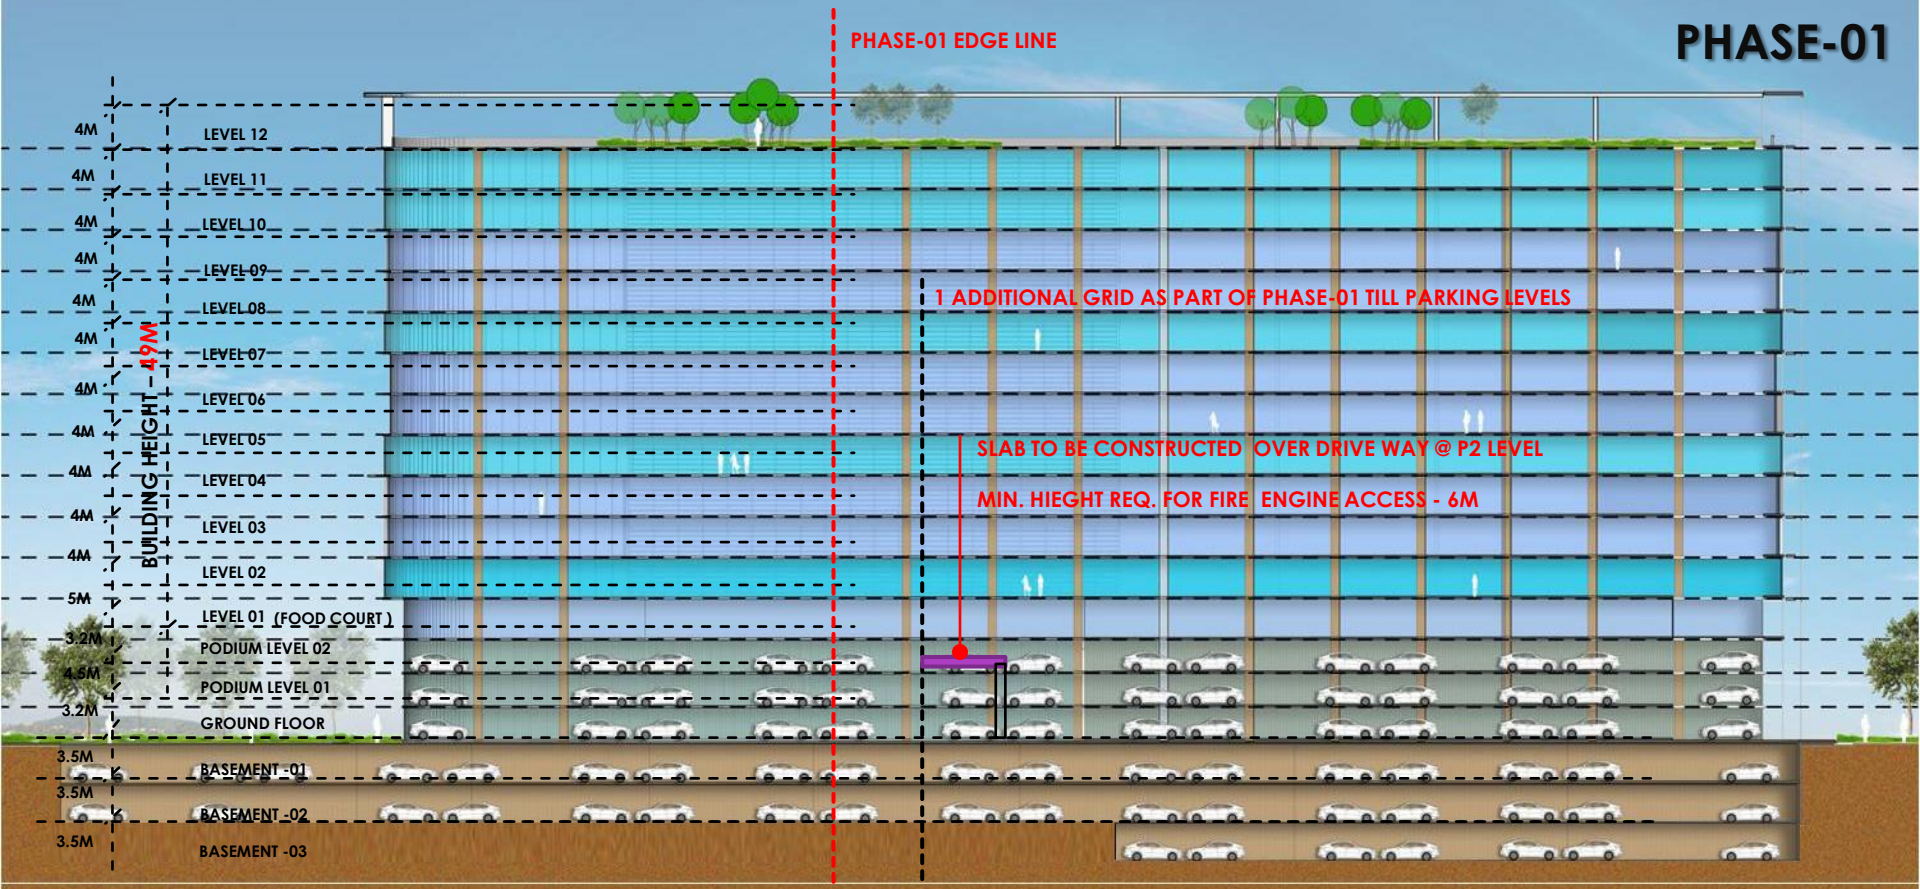 PHASE-01
PHASE-01 EDGE LINE
4M
LEVEL 12
4M
LEVEL 11
4M
LEVEL 10
4M
LEVEL 09
1 ADDITIONAL GRID AS PART OF PHASE-01 TILL PARKING LEVELS
4M
LEVEL 08
4M
LEVEL 07
4M
LEVEL 06
4M
LEVEL 05
SLAB TO BE CONSTRUCTED OVER DRIVE WAY @ P2 LEVEL
4M
LEVEL 04
MIN. HIEGHT REQ. FOR FIRE ENGINE ACCESS - 6M
4M
LEVEL 03
4M
LEVEL 02
BUILDING HEIGHT – 49M
5M
LEVEL 01 (FOOD COURT)
3.2M
PODIUM LEVEL 02
4.5M
PODIUM LEVEL 01
3.2M
GROUND FLOOR
3.5M
BASEMENT -01
3.5M
BASEMENT -02
3.5M
BASEMENT -03